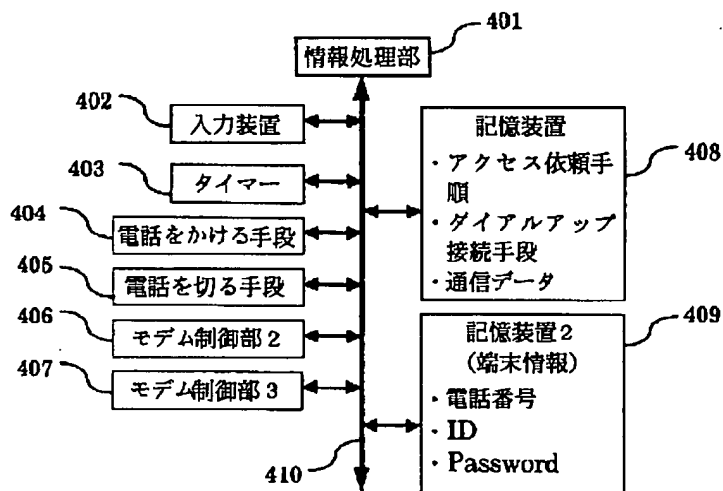 401
情報処理部
402
入力装置
403
タイマー
404
電話をかける手段
405
電話を切る手段
406
モデム制御部2
407
モデム制御部3
記憶装置
・アクセス依頼手
順
・ダイアルアップ
接続手段
・通信データ
408
記憶装置2
(端末情報)
・電話番号
・ID
・Password
409
410